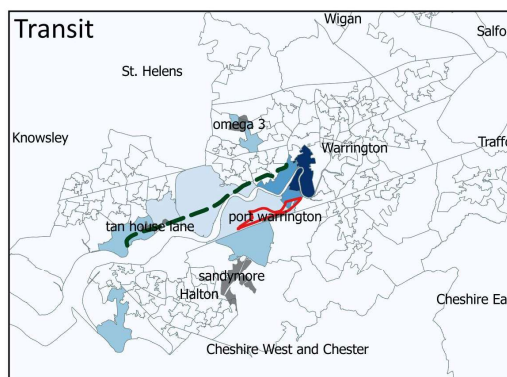 Transit
Wigan
Salfo
St. Helens
omega 3
Knowsley
Warrington
Traffo
tan house lane
port warrington
sandymore
Halton
Cheshire Ea
Cheshire West and Chester